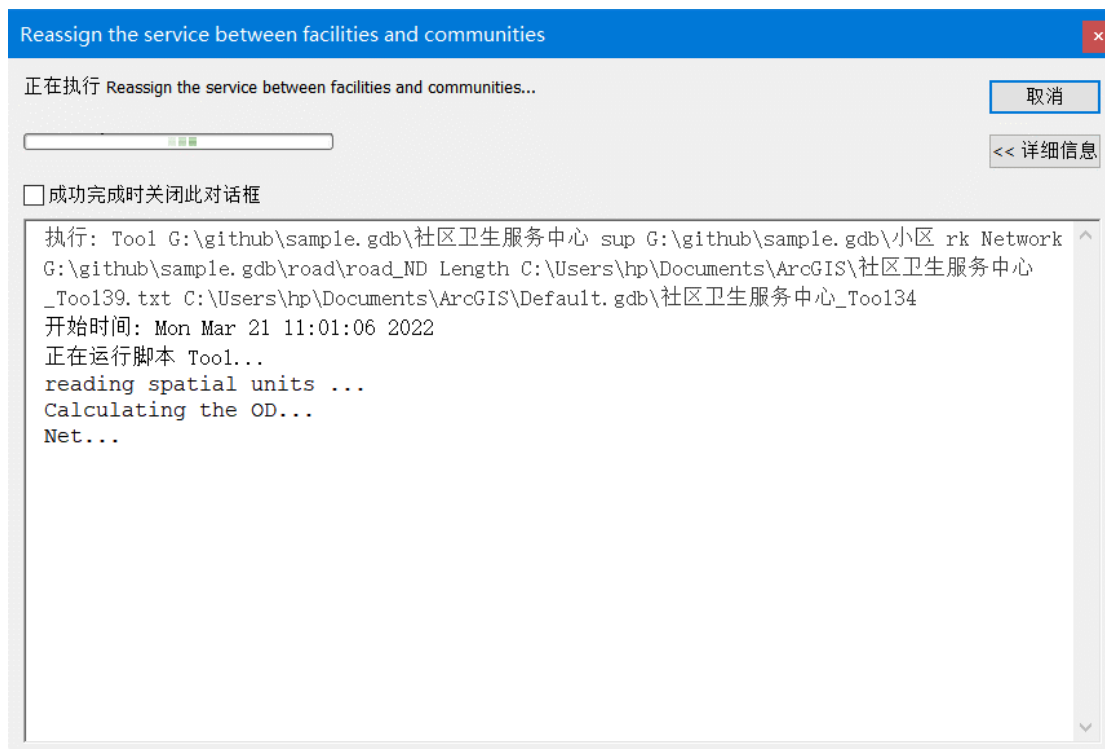 Reassign the service between facilities and communities
正在执行 Reassign the service between facilities and communities...
取消
<< 详细信息
成功完成时关闭此对话框
执行: Tool G:\github\sample.gdb\社区卫生服务中心 sup G:\github\sample.gdb\小区 rk Network
G:\github\sample.gdb\road\road_ND Length C:\Users\hp\Documents\ArcGIS\社区卫生服务中心
_Tool39.txt C:\Users\hp\Documents\ArcGIS\Default.gdb\社区卫生服务中心_Tool34
开始时间: Mon Mar 21 11:01:06 2022
正在运行脚本 Tool...
reading spatial units ...
Calculating the OD...
Net...